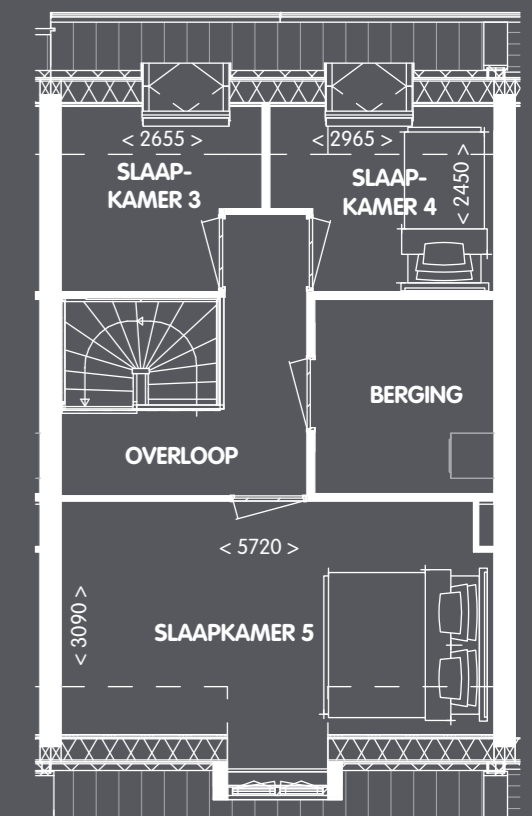 < 2655 >
SLAAP-
KAMER 3
< 2965 >
SLAAP-
KAMER 4
< 2450 >
BERGING
OVERLOOP
< 5720 >
< 3090 >
SLAAPKAMER 5